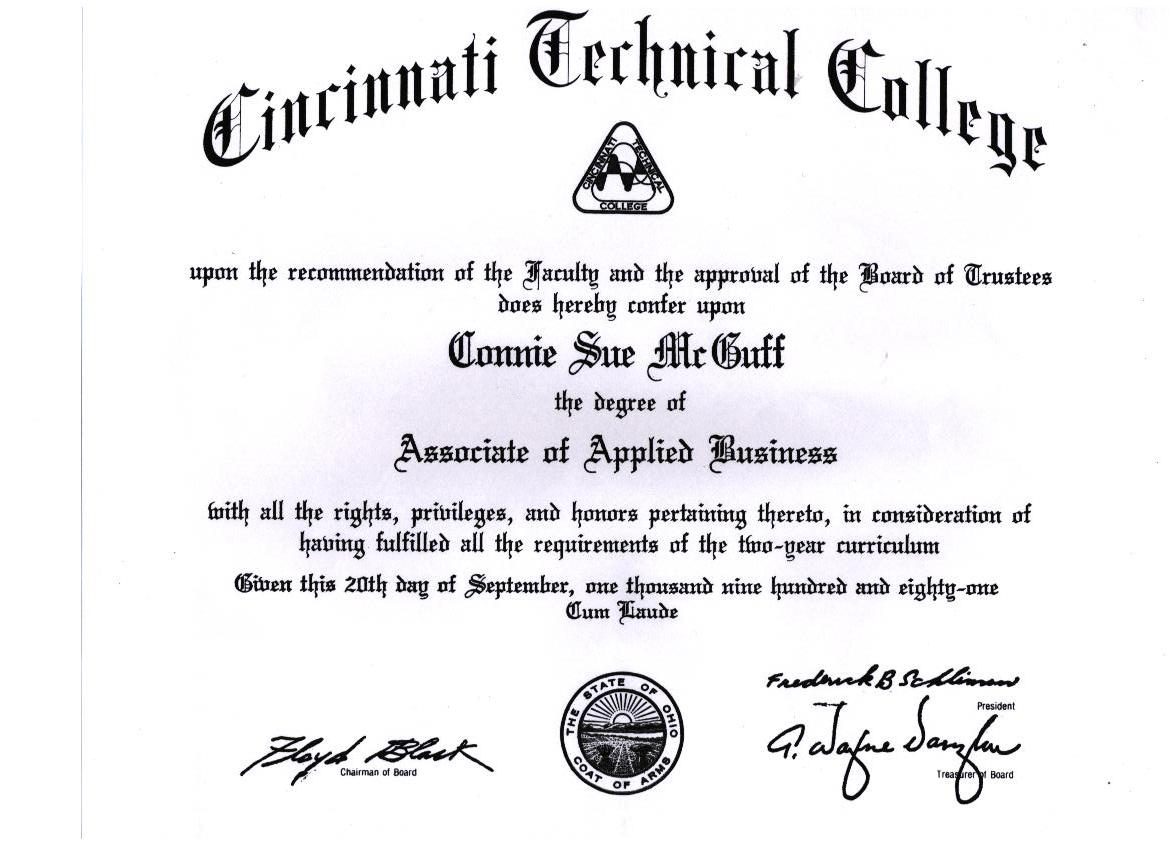 Cincinnati Technical College
CINCINNATI TECHNICAL COLLEGE
upon the recommendation of the Faculty and the approval of the Board of Trustees
does hereby confer upon
Connie Sue McGuff
the degree of
Associate of Applied Business
with all the rights, privileges, and honors pertaining thereto, in consideration of
having fulfilled all the requirements of the two-year curriculum
Given this 20th day of September, one thousand nine hundred and eighty-one
Cum Laude
Frederick B
President
THE STATE OF OHIO
COAT OF ARMS
Floyd Black
Chairman of Board
G. Wayne
Treasurer of Board